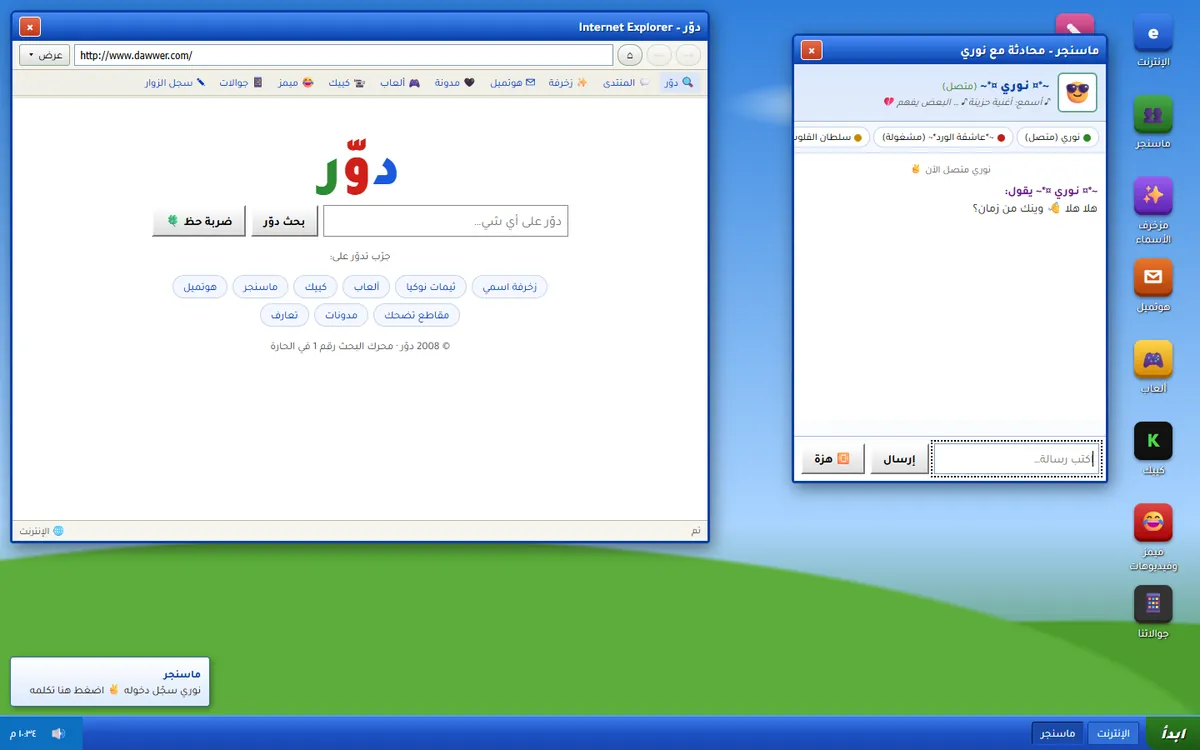 دوّر - Internet Explorer
×
http://www.dawwer.com/
عرض
دوّر المنتدى زخرفة هوتميل مدونة ألعاب كييك ميمز جوالات سجل الزوار
دوّر
دوّر على أي شي...
بحث دوّر
ضربة حظ
جرّب تدوّر على:
زخرفة اسمي ثيمات نوكيا ألعاب كييك ماسنجر هوتميل
مقاطع تضحك مدونات تعارف
© 2008 دوّر · محرك البحث رقم 1 في الحارة
تم
الإنترنت
ماسنجر - محادثة مع نوري
×
~*¤ نوري ¤*~ (متصل)
♪ أسمع: أغنية حزينة ♪ ... البعض يفهم
نوري (متصل)
~*عاشقة الورد*~ (مشغولة)
سلطان القلوب
نوري متصل الآن
~*¤ نوري ¤*~ يقول:
هلا هلا وينك من زمان؟
اكتب رسالة...
إرسال
هزة
e
الإنترنت
ماسنجر
مزخرف
الأسماء
هوتميل
ألعاب
K
كييك
ميمز
وفيديوهات
جوالاتنا
ماسنجر
نوري سجّل دخوله اضغط هنا تكلمه
ابدأ
الإنترنت
ماسنجر
١٠:٣٤ م